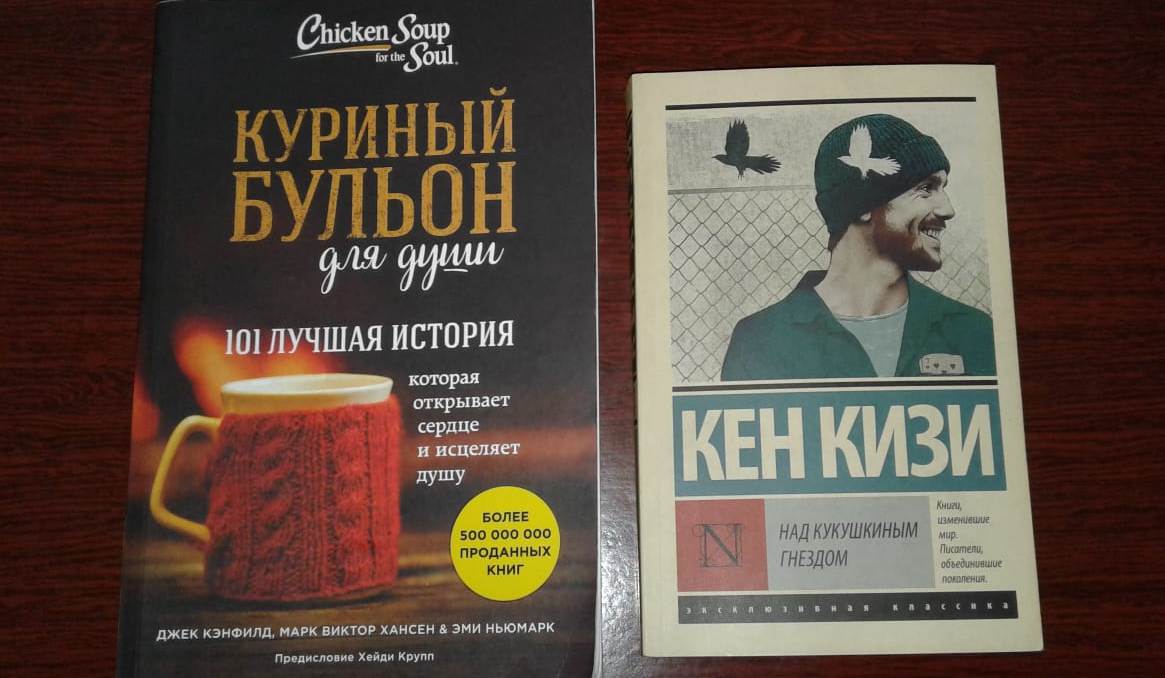 Chicken Soup
for the Soul®
КУРИНЫЙ
БУЛЬОН
для души
101 ЛУЧШАЯ ИСТОРИЯ
которая
открывает
сердце
и исцеляет
душу
БОЛЕЕ
500 000 000
ПРОДАННЫХ
КНИГ
ДЖЕК КЭНФИЛД, МАРК ВИКТОР ХАНСЕН & ЭМИ НЬЮМАРК
Предисловие Хейди Крупп
КЕН КИЗИ
N
НАД КУКУШКИНЫМ
ГНЕЗДОМ
Книги,
изменившие
мир.
Писатели,
объединившие
поколения.
эксклюзивная классика